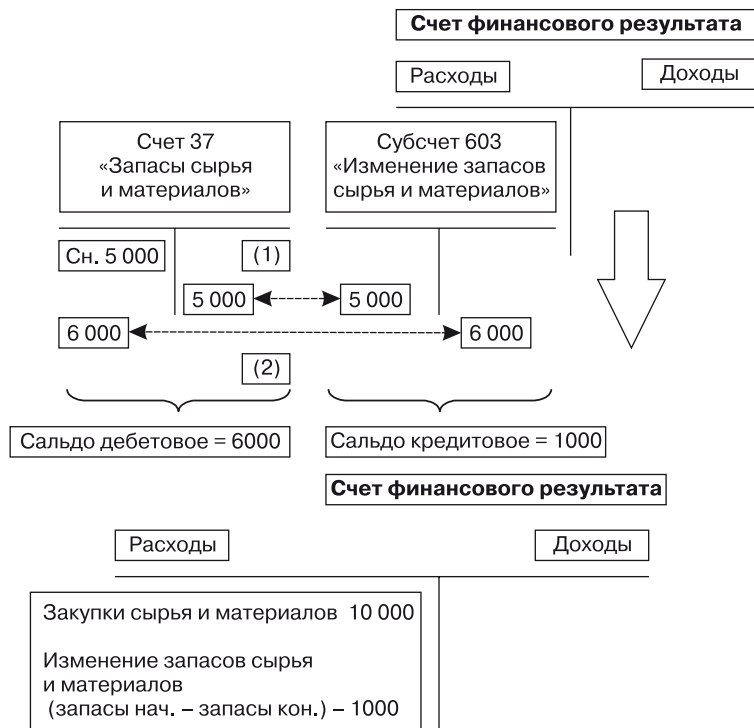 Счет финансового результата
Расходы
Доходы
Счет 37
«Запасы сырья
и материалов»
Субсчет 603
«Изменение запасов
сырья и материалов»
Сн. 5 000
(1)
5 000
5 000
6 000
6 000
(2)
Сальдо дебетовое = 6000
Сальдо кредитовое = 1000
Счет финансового результата
Расходы
Доходы
Закупки сырья и материалов 10 000
Изменение запасов сырья
и материалов
(запасы нач. – запасы кон.) – 1000